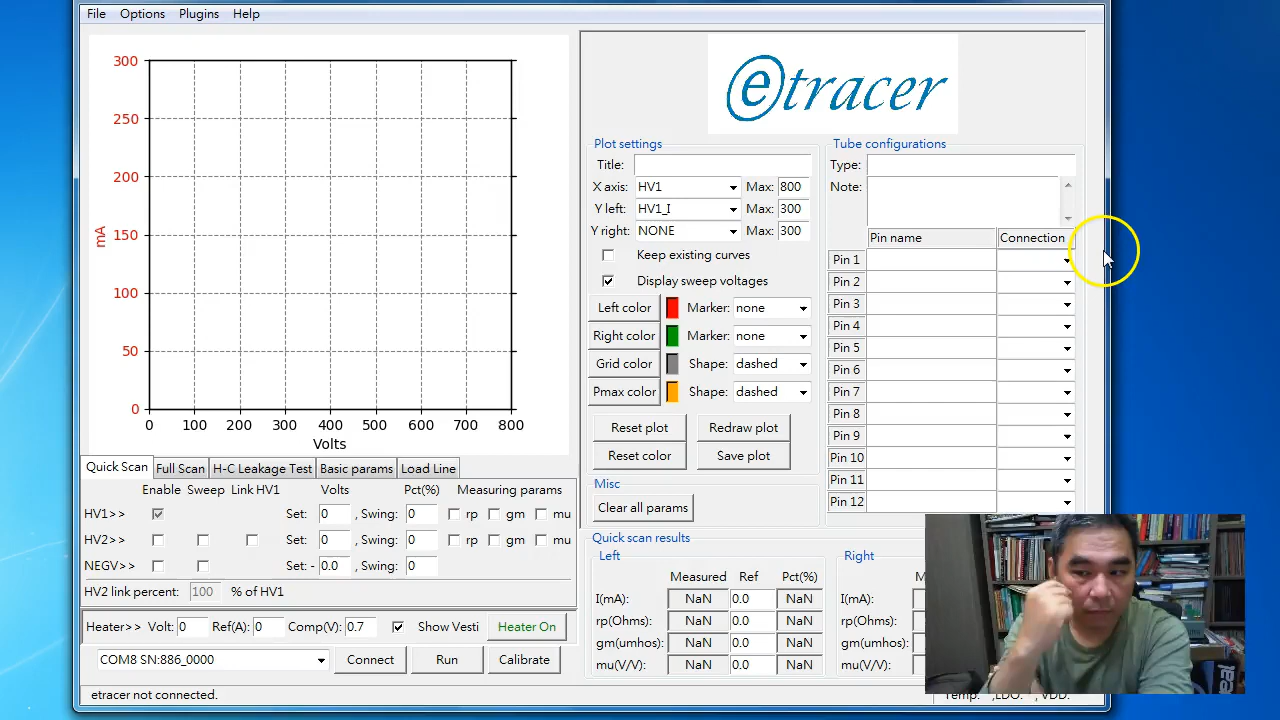 File Options Plugins Help
etracer
300
250
200
150
100
50
0
mA
0 100 200 300 400 500 600 700 800
Volts
Plot settings
Title:
X axis: HV1 Max: 800
Y left: HV1_I Max: 300
Y right: NONE Max: 300
Keep existing curves
Display sweep voltages
Left color Marker: none
Right color Marker: none
Grid color Shape: dashed
Pmax color Shape: dashed
Reset plot Redraw plot
Reset color Save plot
Misc
Clear all params
Tube configurations
Type:
Note:
Pin name Connection
Pin 1
Pin 2
Pin 3
Pin 4
Pin 5
Pin 6
Pin 7
Pin 8
Pin 9
Pin 10
Pin 11
Pin 12
Quick Scan Full Scan H-C Leakage Test Basic params Load Line
Enable Sweep Link HV1 Volts Pct(%) Measuring params
HV1>> Set: 0 , Swing: 0 rp gm mu
HV2>> Set: 0 , Swing: 0 rp gm mu
NEGV>> Set: - 0.0 , Swing: 0
HV2 link percent: 100 % of HV1
Heater>> Volt: 0 Ref(A): 0 Comp(V): 0.7 Show Vesti Heater On
COM8 SN:886_0000 Connect Run Calibrate
Quick scan results
Left Right
Measured Ref Pct(%)
I(mA): NaN 0.0 NaN I(mA):
rp(Ohms): NaN 0.0 NaN rp(Ohms):
gm(umhos): NaN 0.0 NaN gm(umhos):
mu(V/V): NaN 0.0 NaN mu(V/V):
etracer not connected. Temp: ,LDO: , VDD: